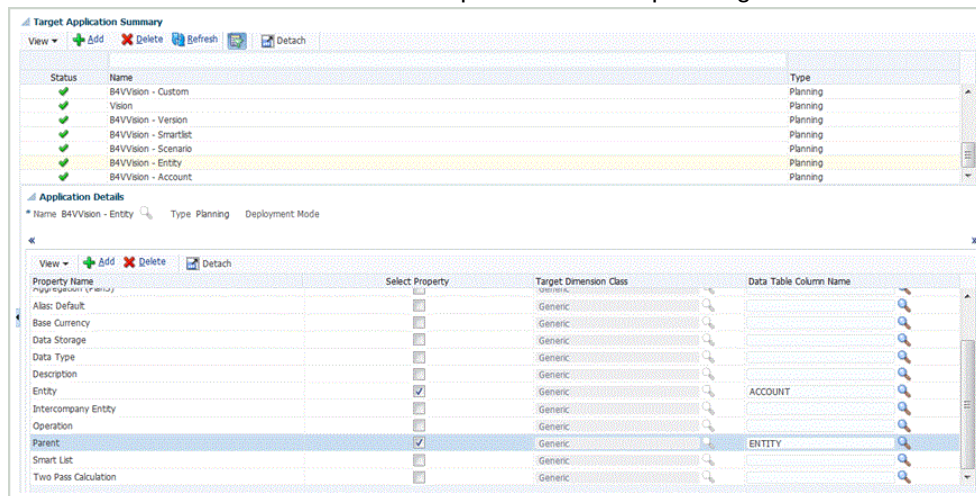 Target Application Summary
View Add Delete Refresh Detach
Status Name Type
B4VVision - Custom Planning
Vision Planning
B4VVision - Version Planning
B4VVision - Smartlist Planning
B4VVision - Scenario Planning
B4VVision - Entity Planning
B4VVision - Account Planning
Application Details
* Name B4VVision - Entity Type Planning Deployment Mode
« »
View Add Delete Detach
Property Name Select Property Target Dimension Class Data Table Column Name
Generic
Alias: Default Generic
Base Currency Generic
Data Storage Generic
Data Type Generic
Description Generic
Entity Generic ACCOUNT
Intercompany Entity Generic
Operation Generic
Parent Generic ENTITY
Smart List Generic
Two Pass Calculation Generic